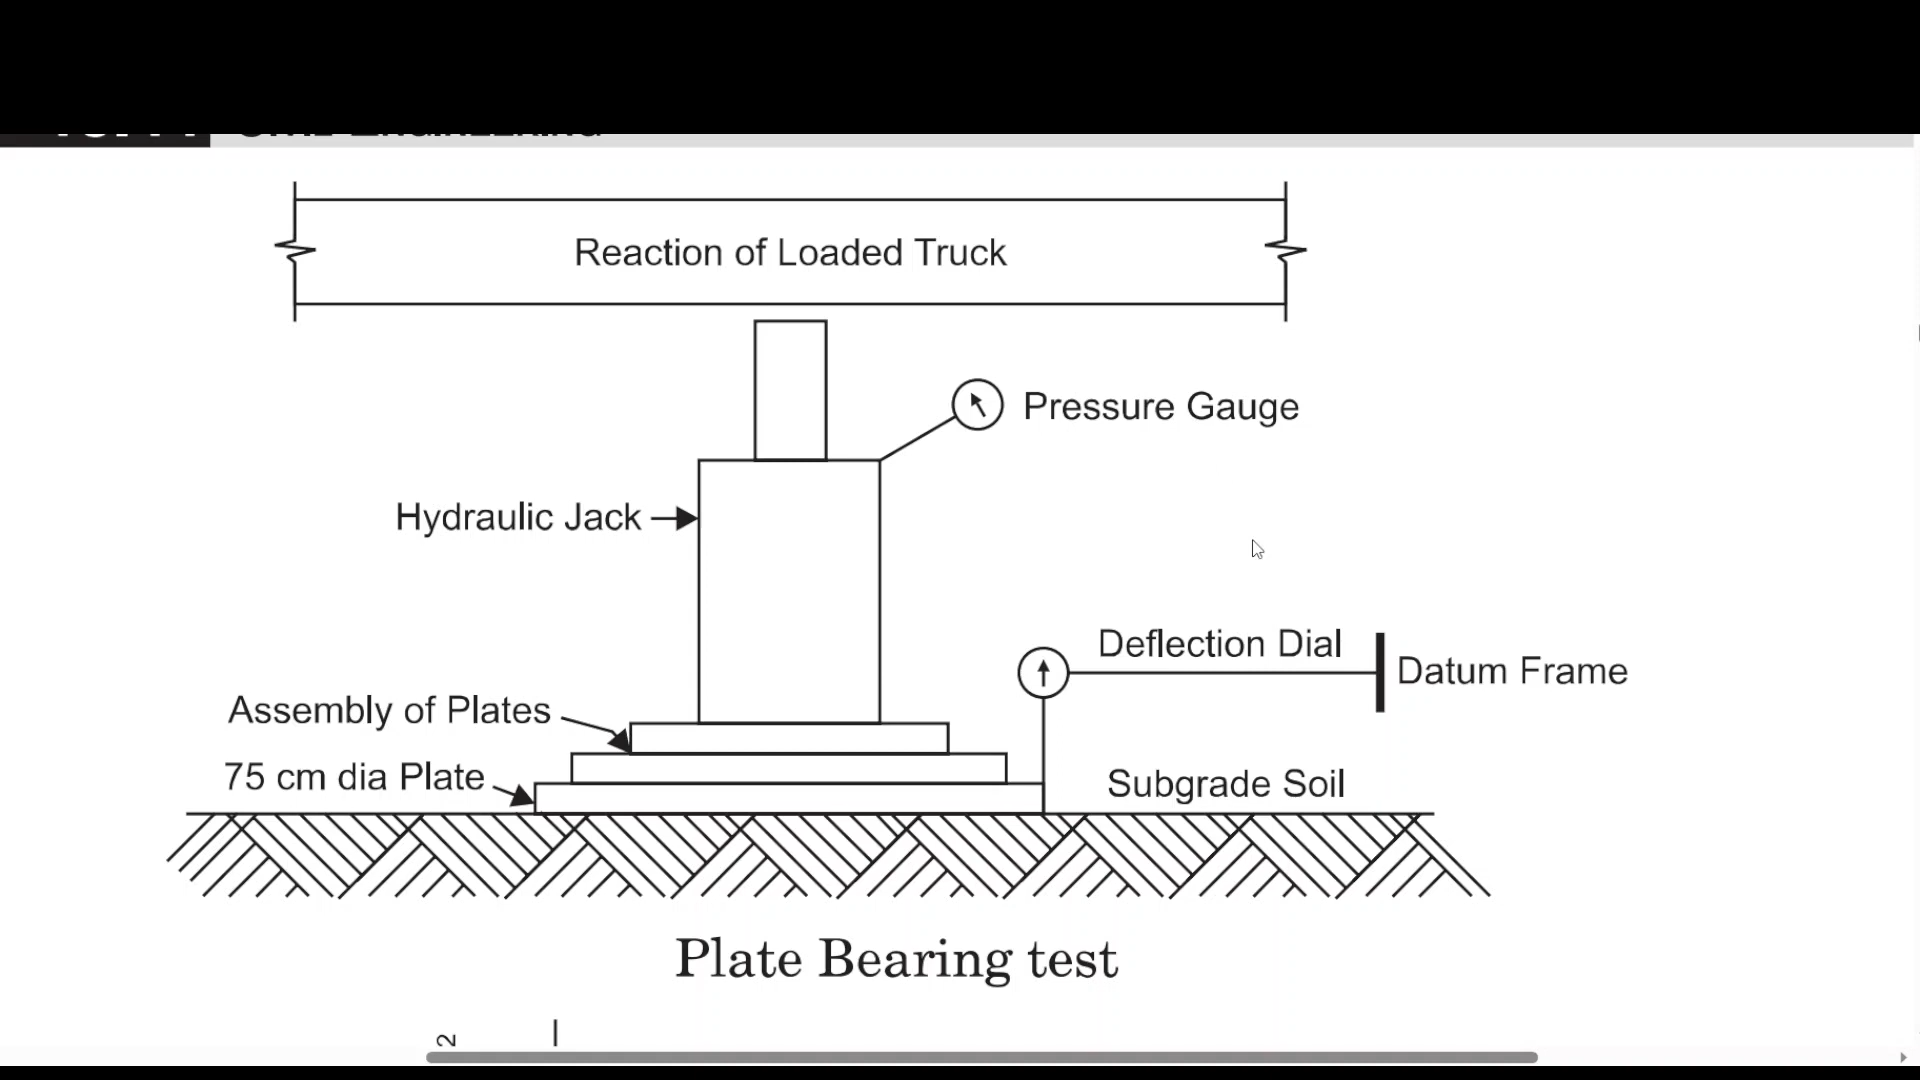 Reaction of Loaded Truck
Pressure Gauge
Hydraulic Jack
Deflection Dial
Datum Frame
Assembly of Plates
75 cm dia Plate
Subgrade Soil
Plate Bearing test
2